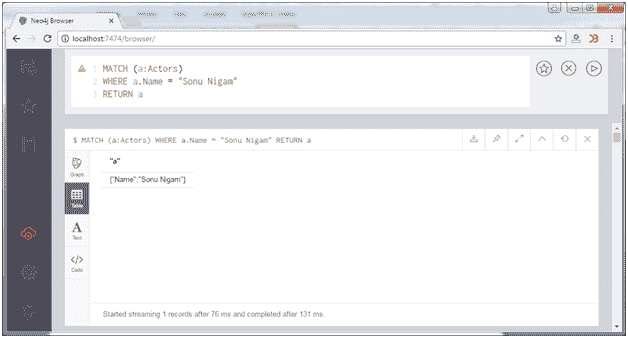 Neo4j Browser
localhost:7474/browser/
1 MATCH (a:Actors)
2 WHERE a.Name = "Sonu Nigam"
3 RETURN a
$ MATCH (a:Actors) WHERE a.Name = "Sonu Nigam" RETURN a
Graph
"a"
{"Name":"Sonu Nigam"}
Table
A
Text
</>
Code
Started streaming 1 records after 76 ms and completed after 131 ms.